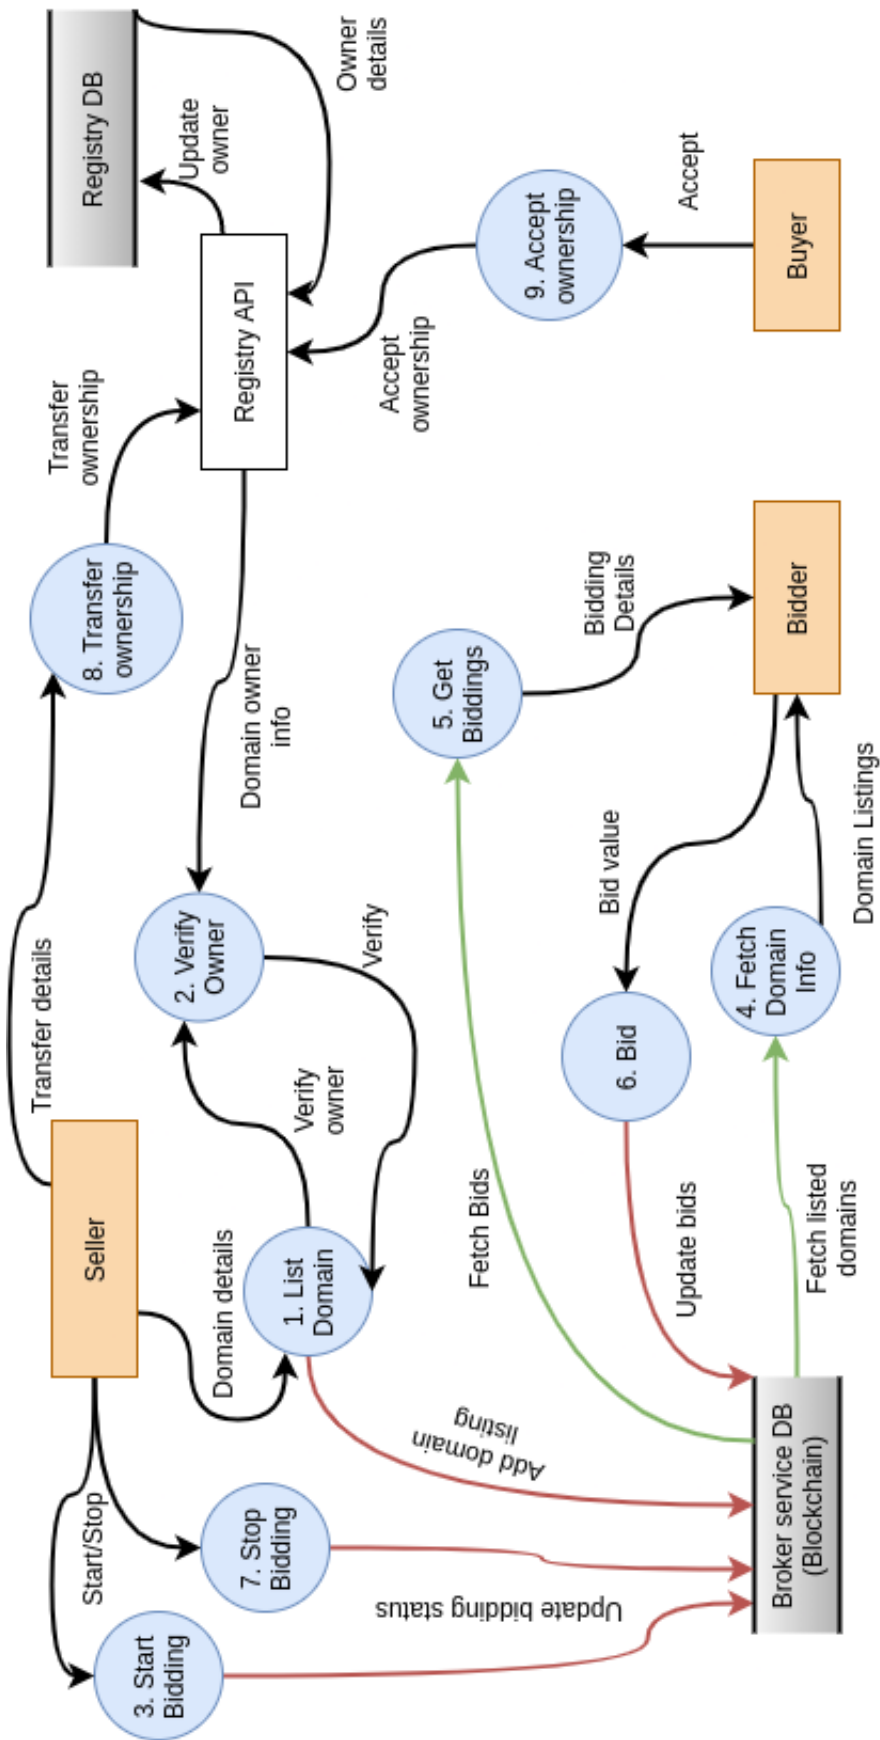 Registry DB
Owner
details
Update
owner
Registry API
Accept
9. Accept
ownership
Buyer
Accept
ownership
Transfer
ownership
8. Transfer
ownership
Domain owner
info
Transfer details
2. Verify
Owner
Verify
Verify
owner
Seller
Domain details
1. List
Domain
Start/Stop
3. Start
Bidding
7. Stop
Bidding
Update bidding status
Add domain
listing
Broker service DB
(Blockchain)
Fetch Bids
5. Get
Biddings
Bidding
Details
Bidder
Bid value
6. Bid
Update bids
4. Fetch
Domain
Info
Domain Listings
Fetch listed
domains